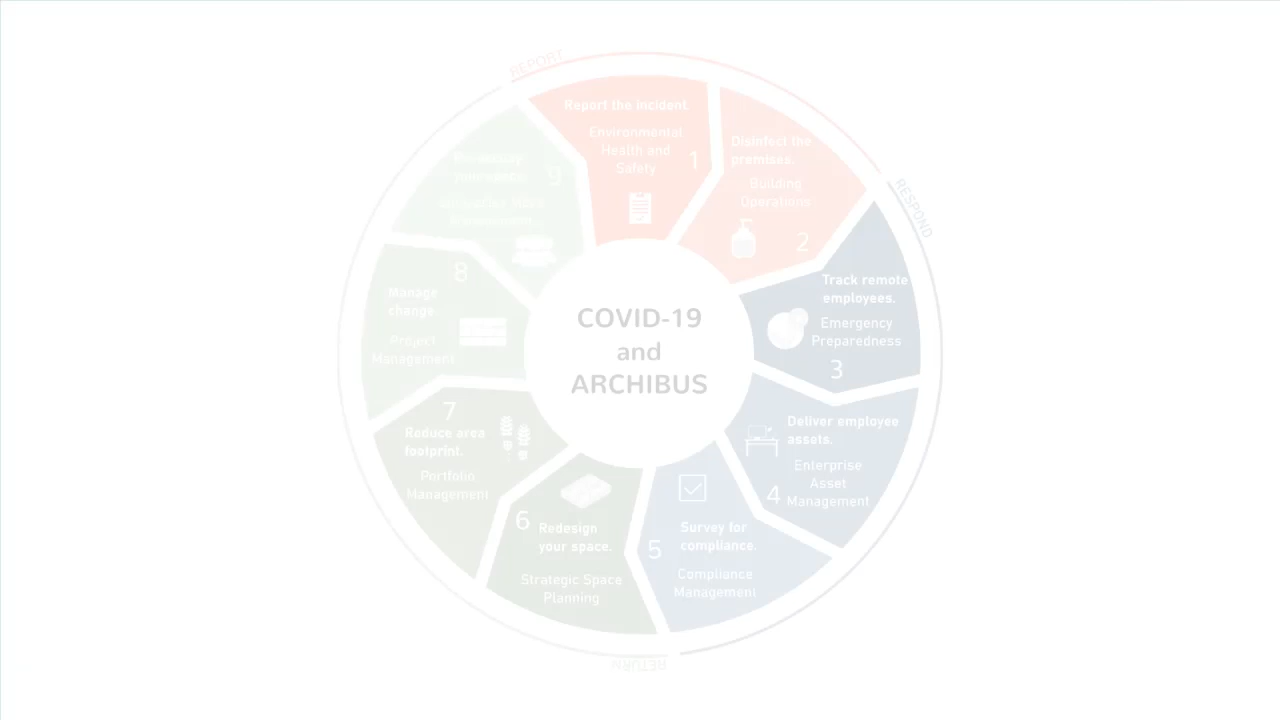 REPORT
Report the incident.
Environmental
Health and
Safety
1
Disinfect the
premises.
Building
Operations
2
RESPOND
Track remote
employees.
Emergency
Preparedness
3
Deliver employee
assets.
Enterprise
Asset
Management
4
Survey for
compliance.
Compliance
Management
5
RETURN
Redesign
your space.
Strategic Space
Planning
6
Reduce area
footprint.
Portfolio
Management
7
Manage
change.
Project
Management
8
your space.
9
COVID-19
and
ARCHIBUS